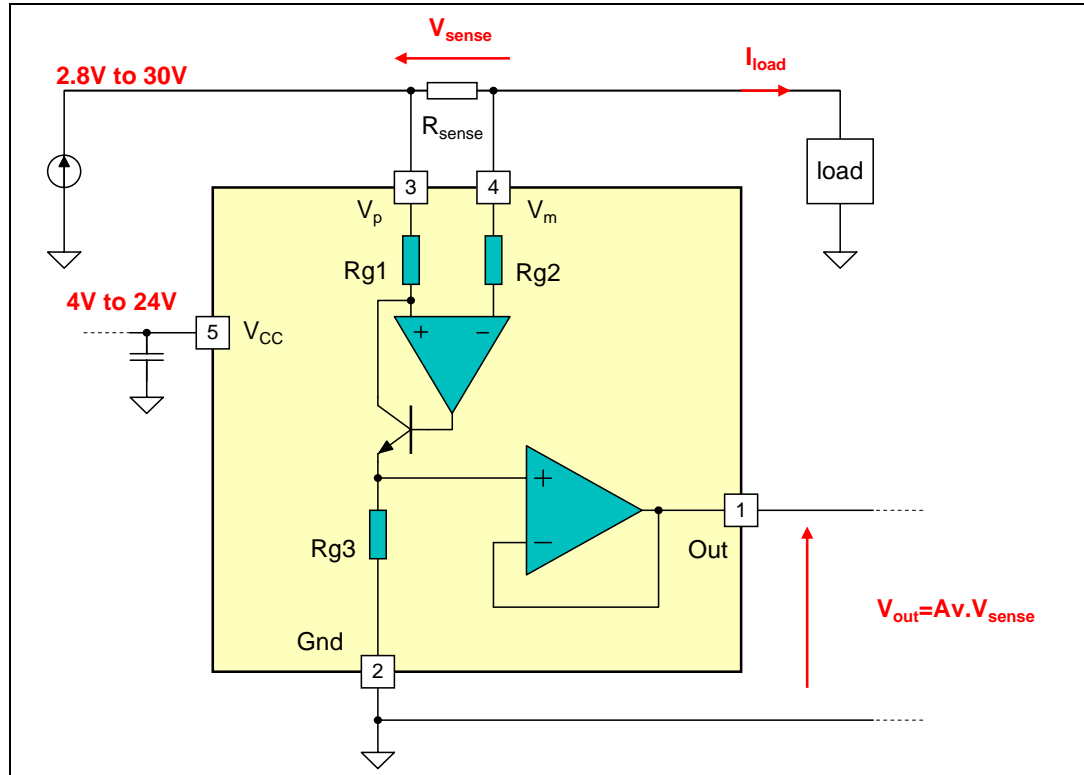 Vsense
Iload
2.8V to 30V
Rsense
load
3
4
Vp
Vm
Rg1
Rg2
4V to 24V
5
VCC
+
−
+
−
1
Out
Rg3
Vout=Av.Vsense
Gnd
2